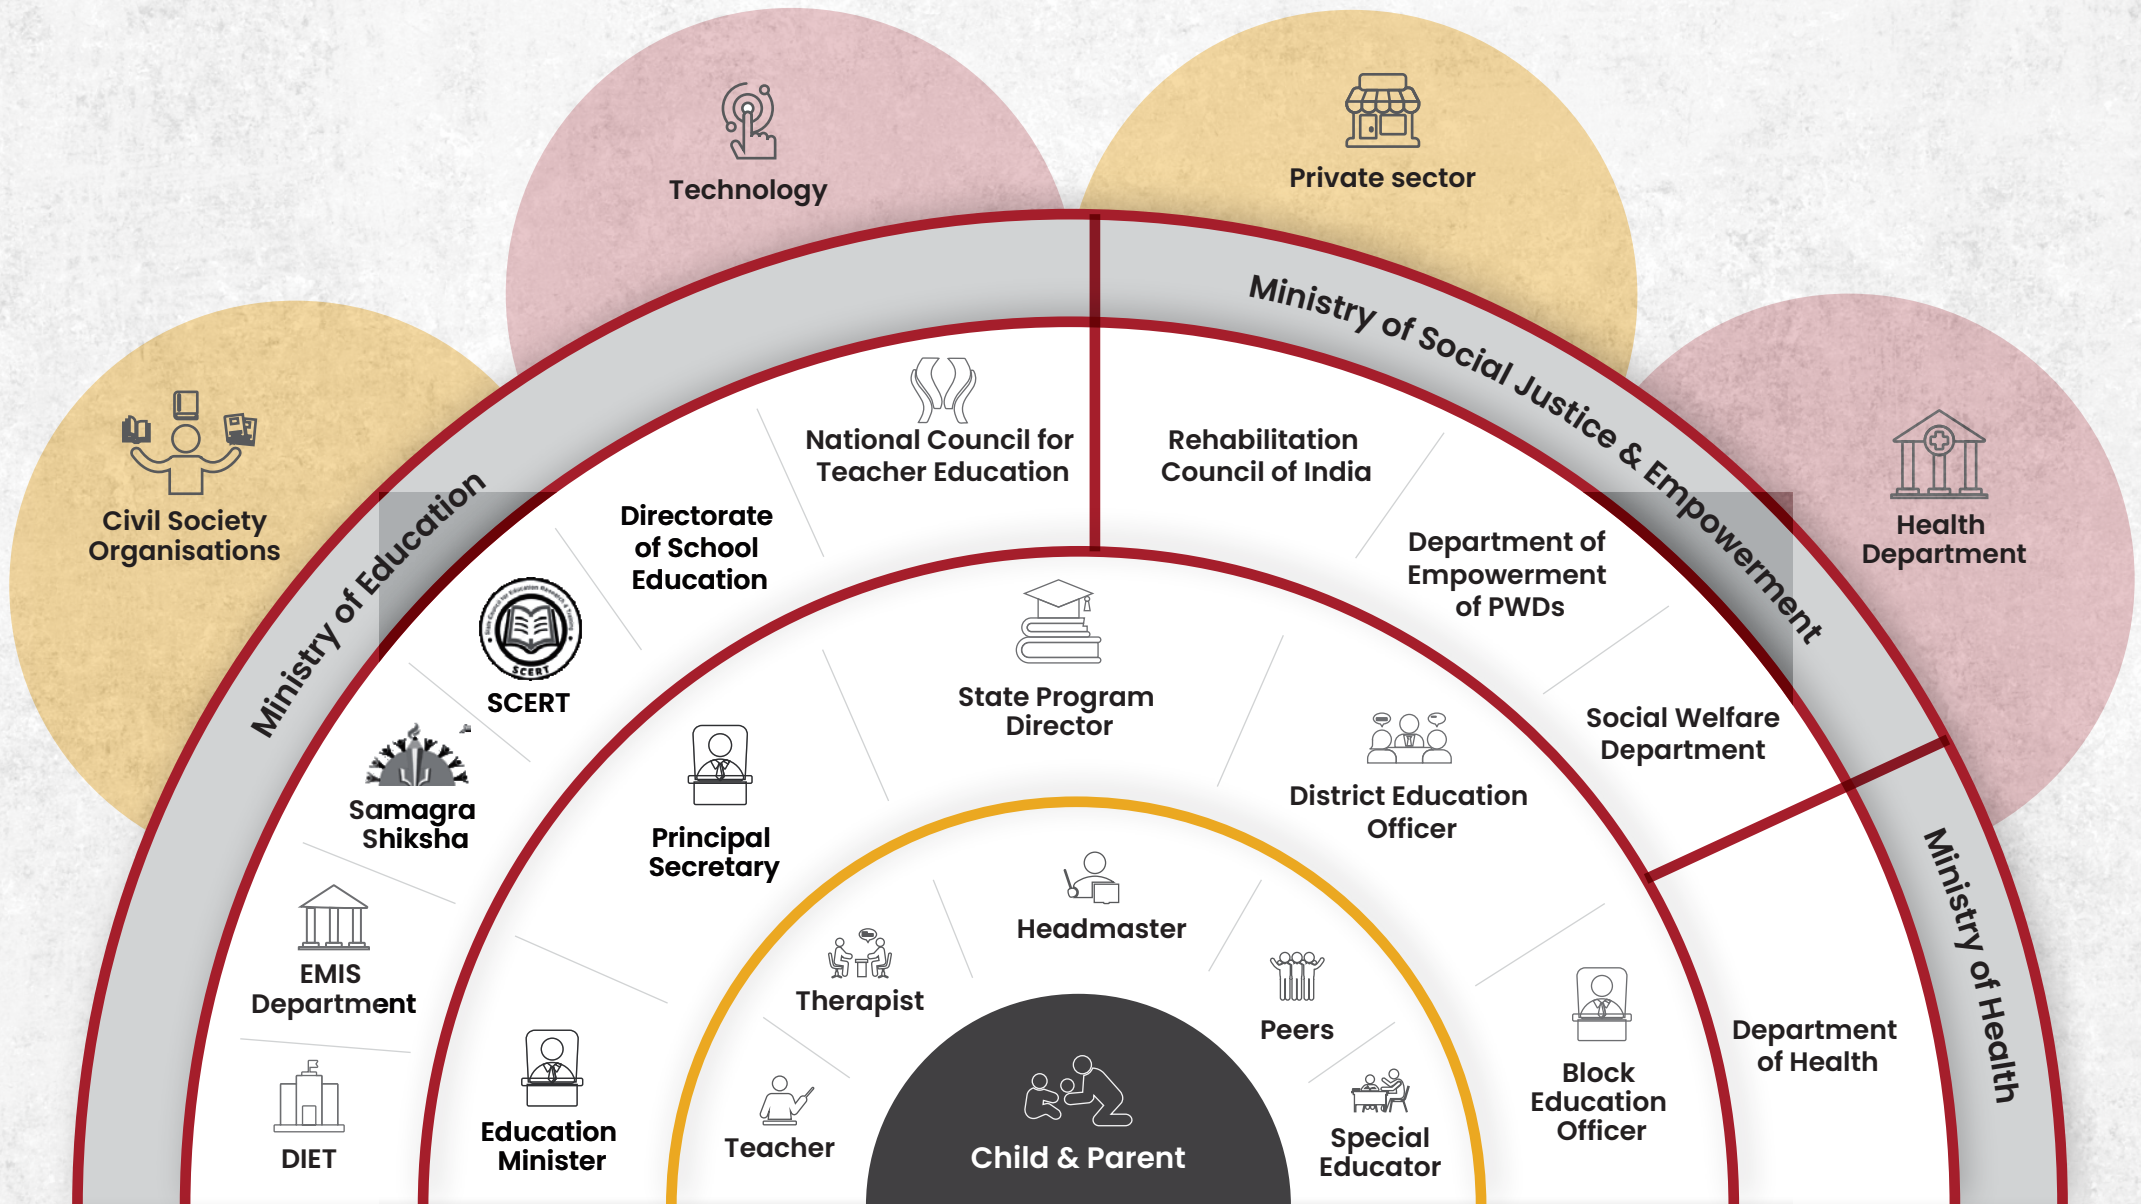 Technology
Private sector
Civil Society
Organisations
Health
Department
Ministry of Education
Ministry of Social Justice & Empowerment
Ministry of Health
National Council for
Teacher Education
Rehabilitation
Council of India
Directorate
of School
Education
Department of
Empowerment
of PWDs
SCERT
SCERT
Social Welfare
Department
Samagra
Shiksha
EMIS
Department
DIET
Department
of Health
State Program
Director
Principal
Secretary
District Education
Officer
Education
Minister
Block
Education
Officer
Headmaster
Therapist
Peers
Teacher
Special
Educator
Child & Parent